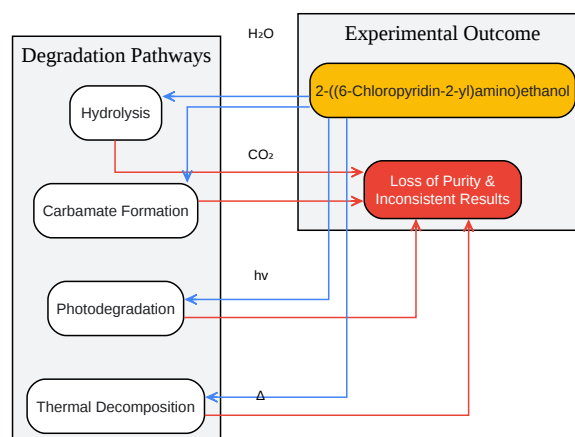 H₂O
Experimental Outcome
Degradation Pathways
2-((6-Chloropyridin-2-yl)amino)ethanol
Hydrolysis
CO₂
Loss of Purity &
Inconsistent Results
Carbamate Formation
hv
Photodegradation
Δ
Thermal Decomposition